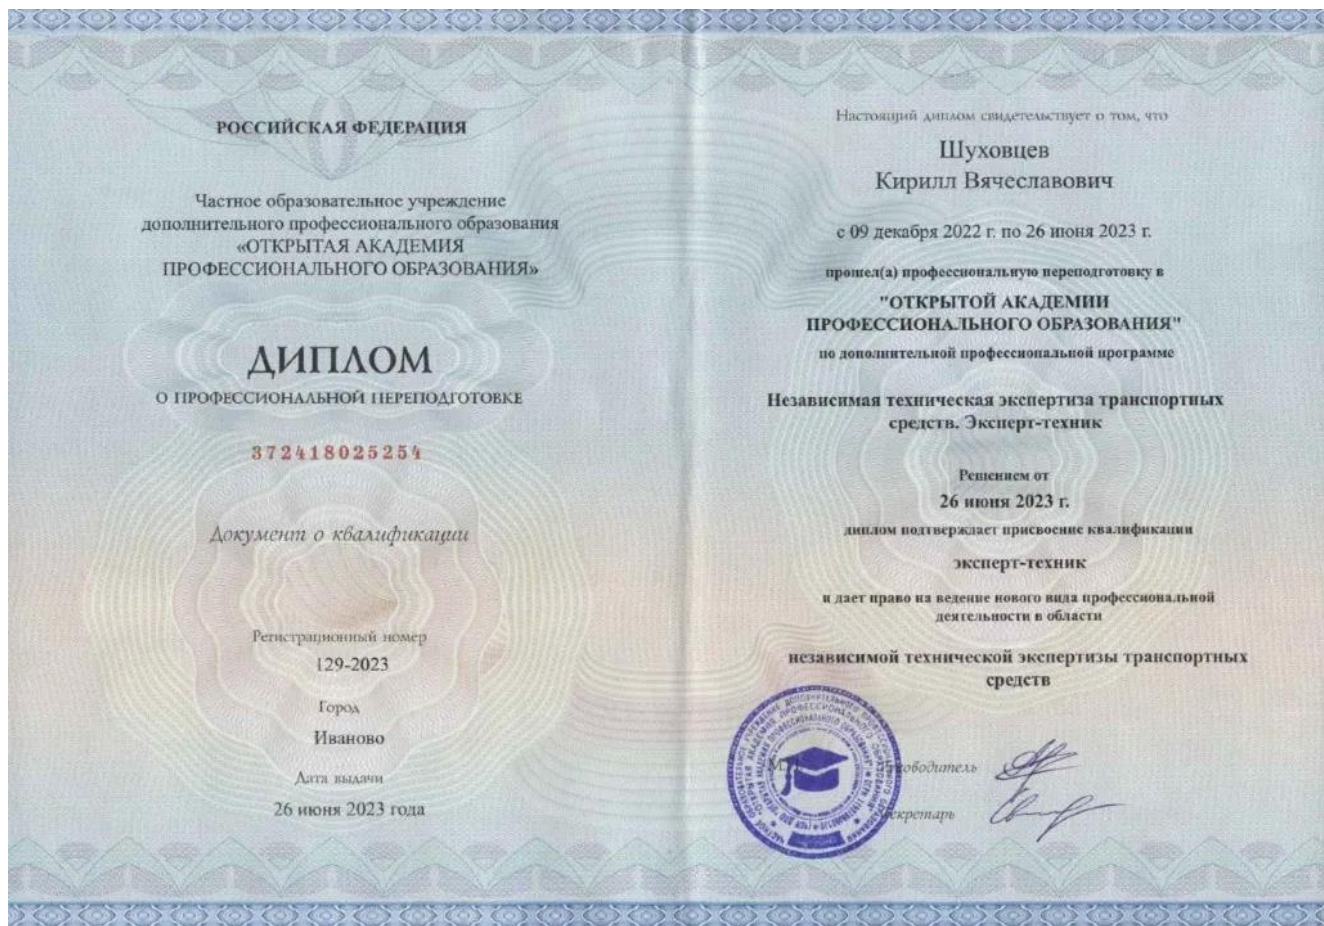 РОССИЙСКАЯ ФЕДЕРАЦИЯ
Частное образовательное учреждение
дополнительного профессионального образования
«ОТКРЫТАЯ АКАДЕМИЯ
ПРОФЕССИОНАЛЬНОГО ОБРАЗОВАНИЯ»
ДИПЛОМ
О ПРОФЕССИОНАЛЬНОЙ ПЕРЕПОДГОТОВКЕ
372418025254
Документ о квалификации
Регистрационный номер
129-2023
Город
Иваново
Дата выдачи
26 июня 2023 года
Настоящий диплом свидетельствует о том, что
Шуховцев
Кирилл Вячеславович
с 09 декабря 2022 г. по 26 июня 2023 г.
прошел(а) профессиональную переподготовку в
"ОТКРЫТОЙ АКАДЕМИИ
ПРОФЕССИОНАЛЬНОГО ОБРАЗОВАНИЯ"
по дополнительной профессиональной программе
Независимая техническая экспертиза транспортных
средств. Эксперт-техник
Решением от
26 июня 2023 г.
диплом подтверждает присвоение квалификации
эксперт-техник
и дает право на ведение нового вида профессиональной
деятельности в области
независимой технической экспертизы транспортных
средств
М.П.
Руководитель
Секретарь